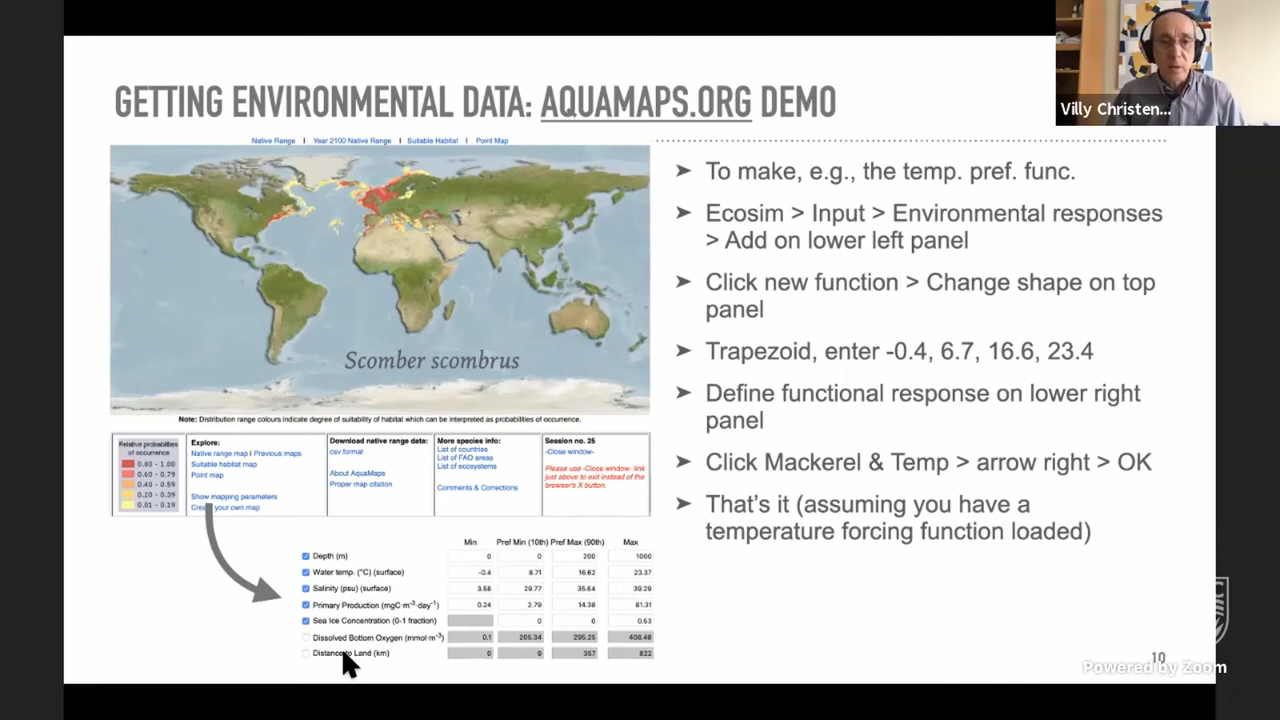 GETTING ENVIRONMENTAL DATA: AQUAMAPS.ORG DEMO
Villy Christen...
Native Range | Year 2100 Native Range | Suitable Habitat | Point Map
Scomber scombrus
Note: Distribution range colours indicate degree of suitability of habitat which can be interpreted as probabilities of occurrence.
Relative probabilities
of occurrence
0.80 - 1.00
0.60 - 0.79
0.40 - 0.59
0.20 - 0.39
0.01 - 0.19
Explore:
Native range map | Previous maps
Suitable habitat map
Point map
Show mapping parameters
Create your own map
Download native range data:
csv format
About AquaMaps
Proper map citation
More species info:
List of countries
List of FAO areas
List of ecosystems
Comments & Corrections
Session no. 25
-Close window-
Please use -Close window- link
just above to exit instead of the
browser's X button.
Min Pref Min (10th) Pref Max (90th) Max
Depth (m) 0 0 200 1000
Water temp. (°C) (surface) -0.4 6.71 16.62 23.37
Salinity (psu) (surface) 3.58 29.77 35.64 39.29
Primary Production (mgC·m⁻³·day⁻¹) 0.24 2.79 14.38 81.31
Sea Ice Concentration (0-1 fraction) 0 0 0.53
Dissolved Bottom Oxygen (mmol·m⁻³) 0.1 205.34 295.25 408.48
Distance to Land (km) 0 9 357 822
➤ To make, e.g., the temp. pref. func.
➤ Ecosim > Input > Environmental responses
> Add on lower left panel
➤ Click new function > Change shape on top
panel
➤ Trapezoid, enter -0.4, 6.7, 16.6, 23.4
➤ Define functional response on lower right
panel
➤ Click Mackerel & Temp > arrow right > OK
➤ That's it (assuming you have a
temperature forcing function loaded)
10
Powered by Zoom